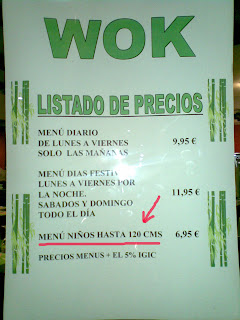 WOK
LISTADO DE PRECIOS
MENÚ DIARIO
DE LUNES A VIERNES 9,95 €
SOLO LAS MAÑANAS
MENÚ DIAS FESTIV
LUNES A VIERNES POR
LA NOCHE. 11,95 €
SABADOS Y DOMINGO
TODO EL DÍA
MENÚ NIÑOS HASTA 120 CMS 6,95 €
PRECIOS MENUS + EL 5% IGIC